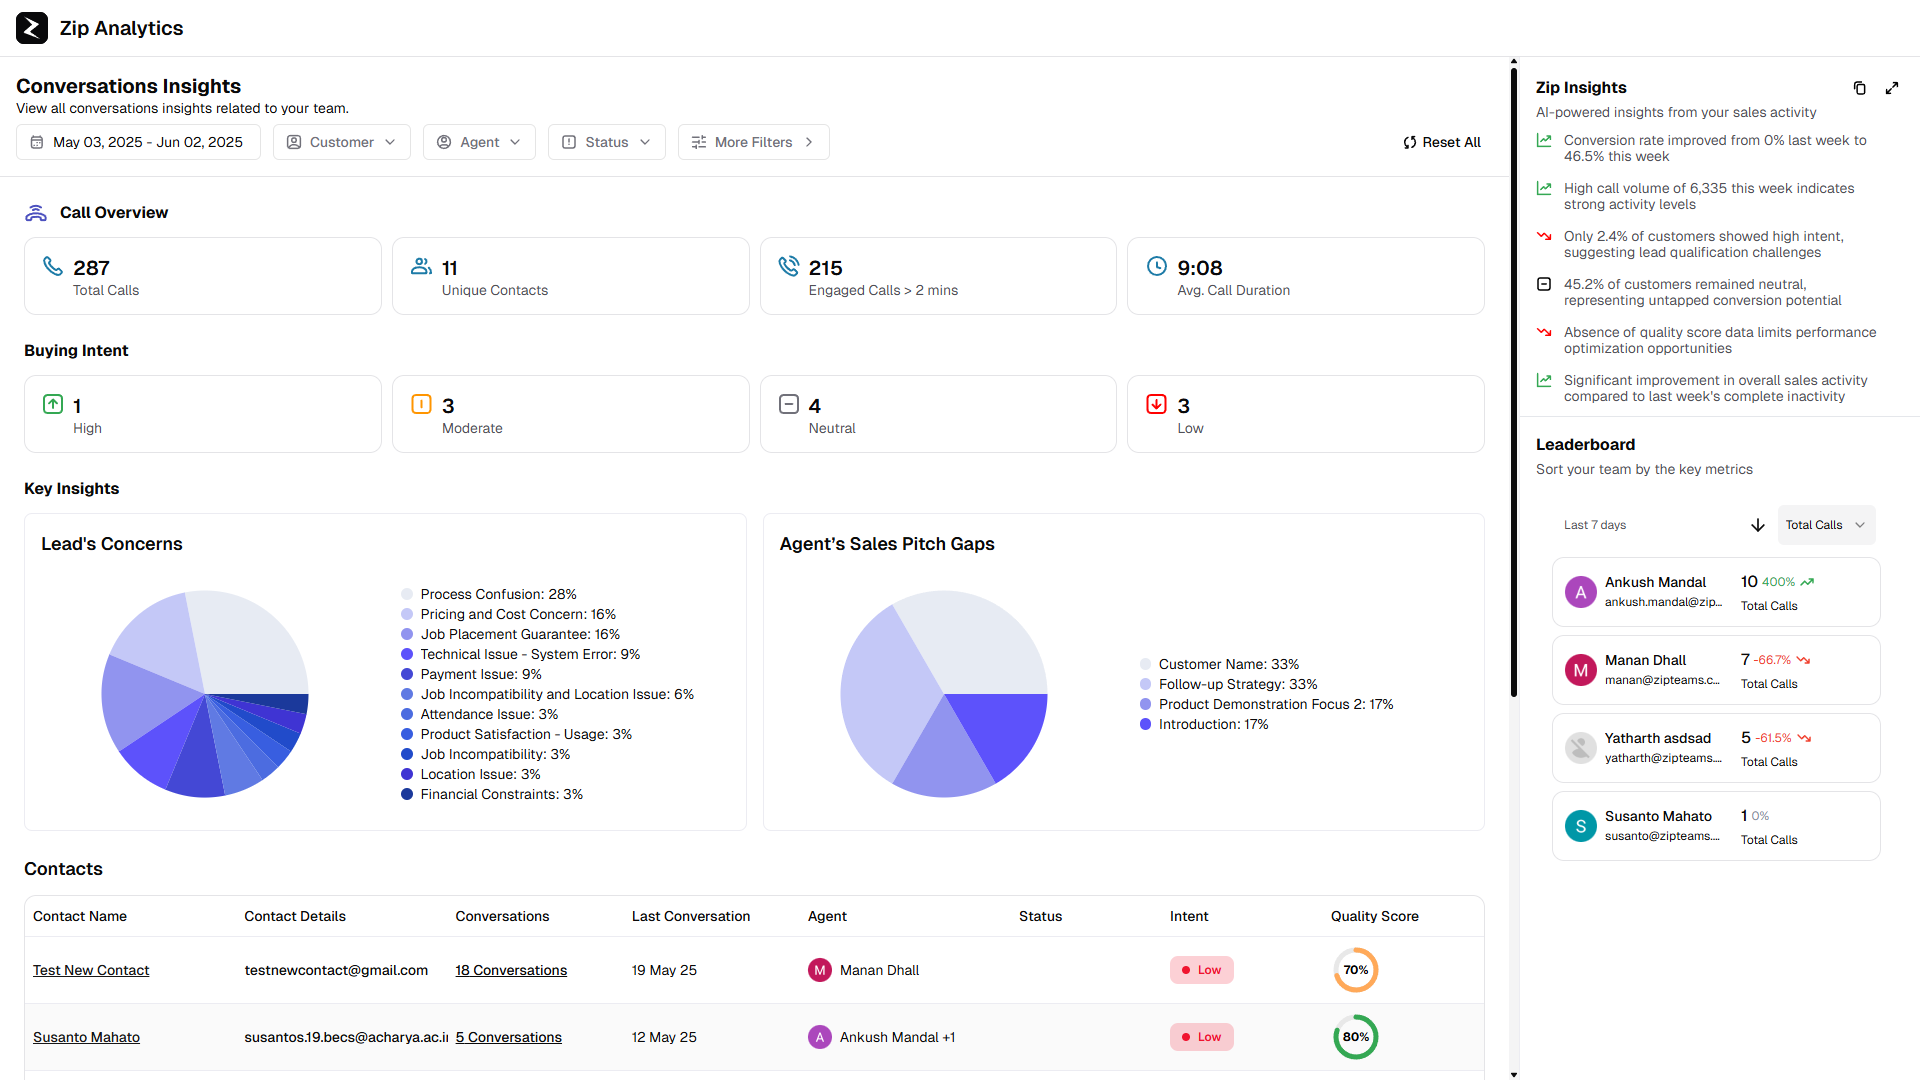 Zip Analytics
Conversations Insights
View all conversations insights related to your team.
May 03, 2025 - Jun 02, 2025
Customer
Agent
Status
More Filters
Reset All
Call Overview
287
Total Calls
11
Unique Contacts
215
Engaged Calls > 2 mins
9:08
Avg. Call Duration
Buying Intent
1
High
3
Moderate
4
Neutral
3
Low
Key Insights
Lead's Concerns
Process Confusion: 28%
Pricing and Cost Concern: 16%
Job Placement Guarantee: 16%
Technical Issue - System Error: 9%
Payment Issue: 9%
Job Incompatibility and Location Issue: 6%
Attendance Issue: 3%
Product Satisfaction - Usage: 3%
Job Incompatibility: 3%
Location Issue: 3%
Financial Constraints: 3%
Agent’s Sales Pitch Gaps
Customer Name: 33%
Follow-up Strategy: 33%
Product Demonstration Focus 2: 17%
Introduction: 17%
Contacts
Contact Name Contact Details Conversations Last Conversation Agent Status Intent Quality Score
Test New Contact testnewcontact@gmail.com 18 Conversations 19 May 25 M Manan Dhall Low 70%
Susanto Mahato susantos.19.becs@acharya.ac.i 5 Conversations 12 May 25 A Ankush Mandal +1 Low 80%
Zip Insights
AI-powered insights from your sales activity
Conversion rate improved from 0% last week to
46.5% this week
High call volume of 6,335 this week indicates
strong activity levels
Only 2.4% of customers showed high intent,
suggesting lead qualification challenges
45.2% of customers remained neutral,
representing untapped conversion potential
Absence of quality score data limits performance
optimization opportunities
Significant improvement in overall sales activity
compared to last week's complete inactivity
Leaderboard
Sort your team by the key metrics
Last 7 days
Total Calls
A
Ankush Mandal
ankush.mandal@zip...
10 400%
Total Calls
M
Manan Dhall
manan@zipteams.c...
7 -66.7%
Total Calls
Yatharth asdsad
yatharth@zipteams....
5 -61.5%
Total Calls
S
Susanto Mahato
susanto@zipteams....
1 0%
Total Calls